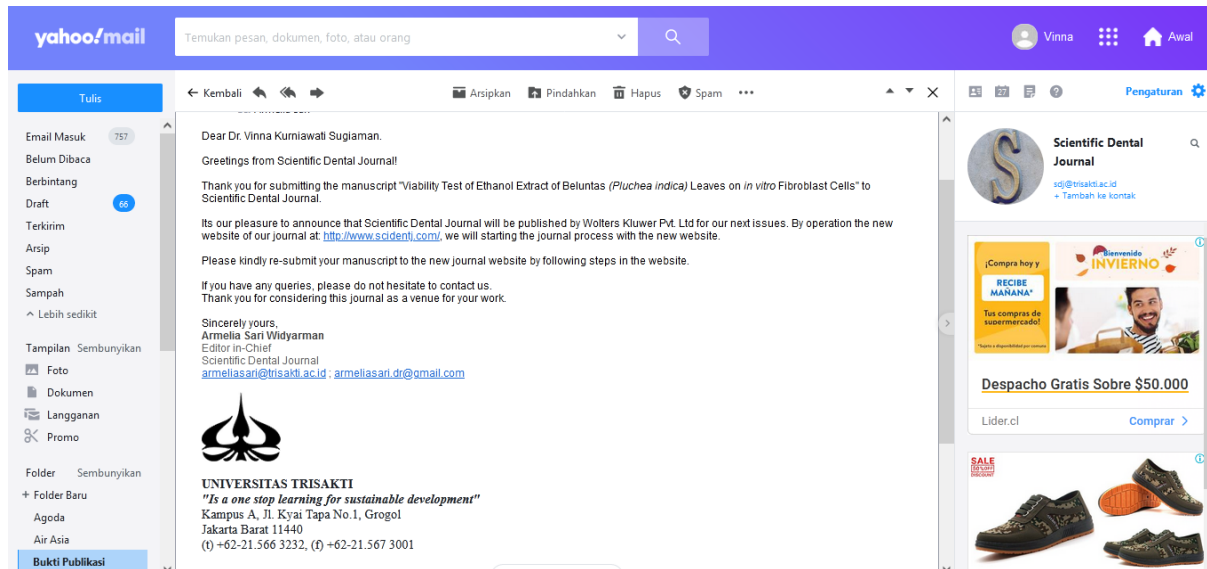 yahoo!mail
Temukan pesan, dokumen, foto, atau orang
Vinna
Awal
Tulis
Email Masuk 757
Belum Dibaca
Berbintang
Draft 66
Terkirim
Arsip
Spam
Sampah
Lebih sedikit
Tampilan Sembunyikan
Foto
Dokumen
Langganan
Promo
Folder Sembunyikan
+ Folder Baru
Agoda
Air Asia
Bukti Publikasi
Kembali
Arsipkan
Pindahkan
Hapus
Spam
Dear Dr. Vinna Kurniawati Sugiaman.
Greetings from Scientific Dental Journal!
Thank you for submitting the manuscript "Viability Test of Ethanol Extract of Beluntas (Pluchea indica) Leaves on in vitro Fibroblast Cells" to
Scientific Dental Journal.
Its our pleasure to announce that Scientific Dental Journal will be published by Wolters Kluwer Pvt. Ltd for our next issues. By operation the new
website of our journal at: http://www.scidentj.com/, we will starting the journal process with the new website.
Please kindly re-submit your manuscript to the new journal website by following steps in the website.
If you have any queries, please do not hesitate to contact us.
Thank you for considering this journal as a venue for your work.
Sincerely yours,
Armelia Sari Widyarman
Editor in-Chief
Scientific Dental Journal
armeliasari@trisakti.ac.id ; armeliasari.dr@gmail.com
UNIVERSITAS TRISAKTI
"Is a one stop learning for sustainable development"
Kampus A, Jl. Kyai Tapa No.1, Grogol
Jakarta Barat 11440
(t) +62-21.566 3232, (f) +62-21.567 3001
27
Pengaturan
S
Scientific Dental
Journal
sdj@trisakti.ac.id
+ Tambah ke kontak
¡Compra hoy y
RECIBE
MAÑANA*
Tus compras de
supermercado!
Bienvenido
INVIERNO
Despacho Gratis Sobre $50.000
Lider.cl
Comprar
SALE
50%OFF
DISCOUNT